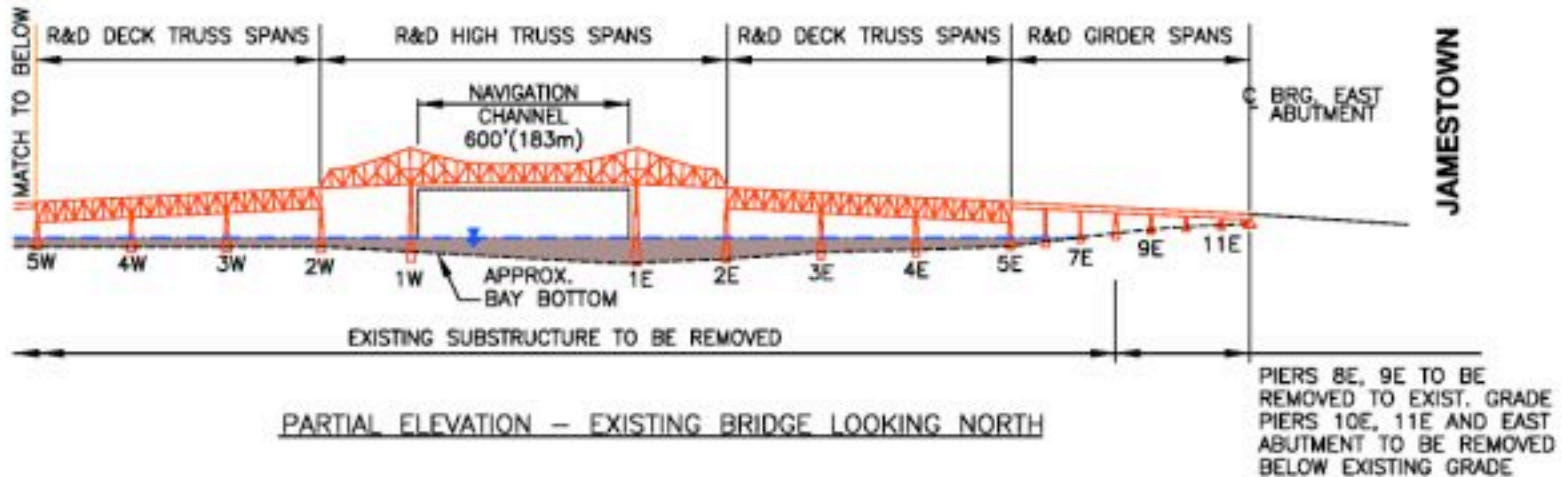 MATCH TO BELOW
R&D DECK TRUSS SPANS
R&D HIGH TRUSS SPANS
R&D DECK TRUSS SPANS
R&D GIRDER SPANS
JAMESTOWN
NAVIGATION
CHANNEL
600'(183m)
℄ BRG. EAST
ABUTMENT
5W
4W
3W
2W
1W
APPROX.
BAY BOTTOM
1E
2E
3E
4E
5E
7E
9E
11E
EXISTING SUBSTRUCTURE TO BE REMOVED
PIERS 8E, 9E TO BE
REMOVED TO EXIST. GRADE
PIERS 10E, 11E AND EAST
ABUTMENT TO BE REMOVED
BELOW EXISTING GRADE
PARTIAL ELEVATION – EXISTING BRIDGE LOOKING NORTH